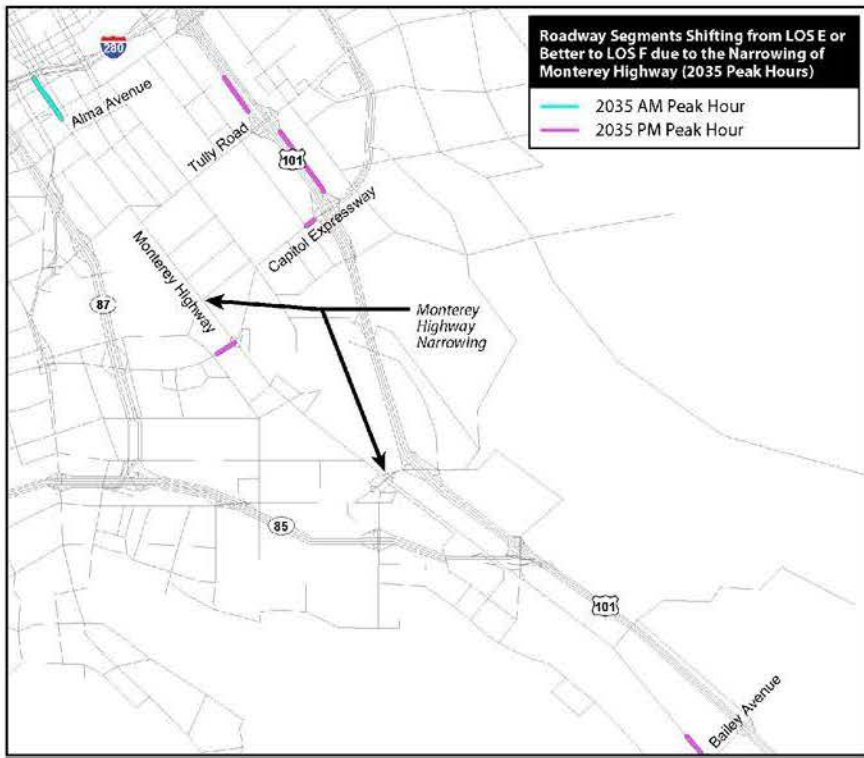 Roadway Segments Shifting from LOS E or
Better to LOS F due to the Narrowing of
Monterey Highway (2035 Peak Hours)
2035 AM Peak Hour
2035 PM Peak Hour
280
Alma Avenue
Tully Road
101
Capitol Expressway
Monterey Highway
87
Monterey
Highway
Narrowing
85
101
Bailey Avenue